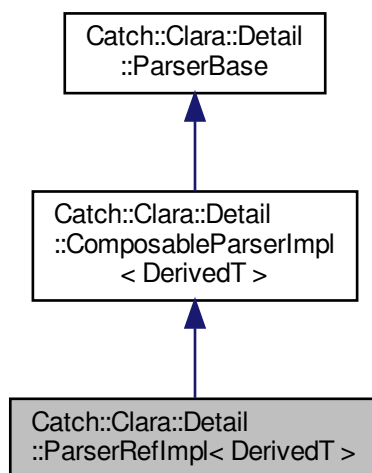 Catch::Clara::Detail
::ParserBase
Catch::Clara::Detail
::ComposableParserImpl
< DerivedT >
Catch::Clara::Detail
::ParserRefImpl< DerivedT >